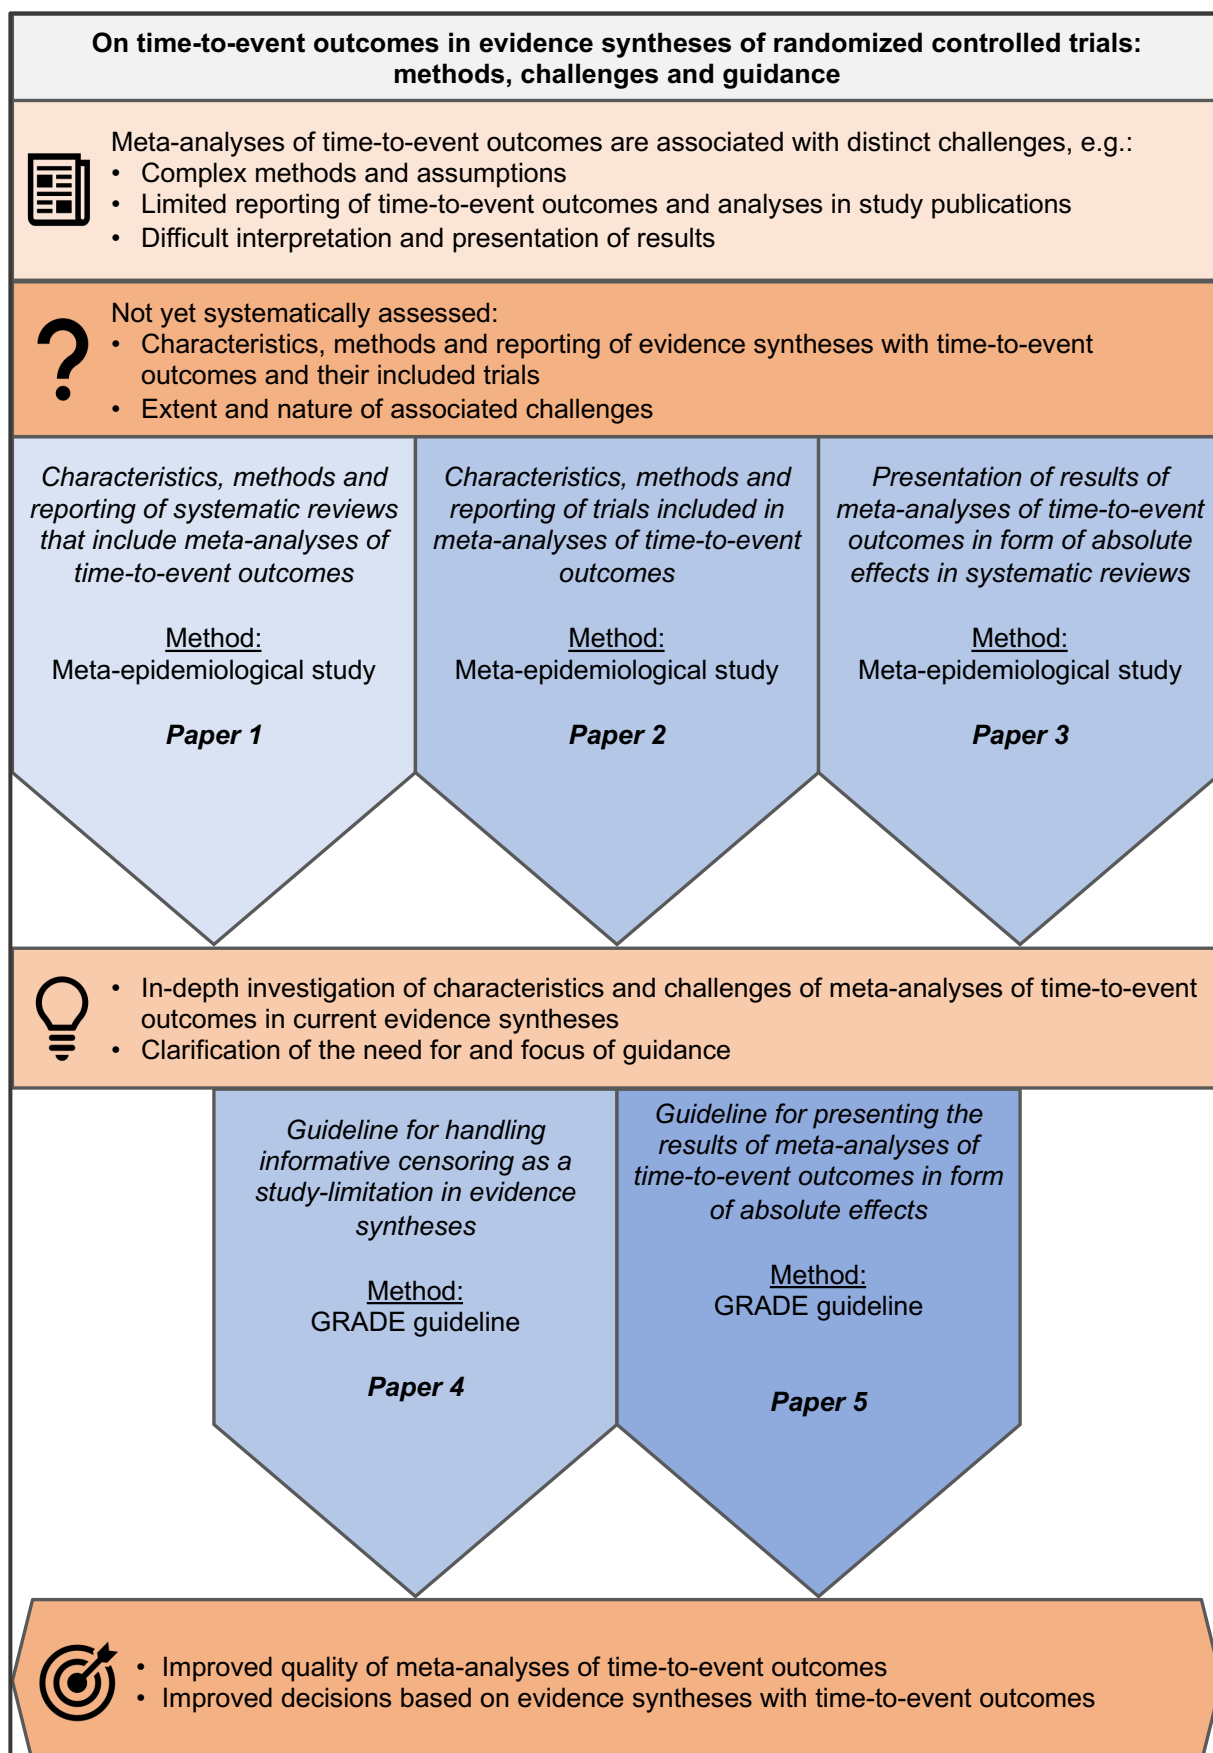 On time-to-event outcomes in evidence syntheses of randomized controlled trials:
methods, challenges and guidance
Meta-analyses of time-to-event outcomes are associated with distinct challenges, e.g.:
• Complex methods and assumptions
• Limited reporting of time-to-event outcomes and analyses in study publications
• Difficult interpretation and presentation of results
Not yet systematically assessed:
• Characteristics, methods and reporting of evidence syntheses with time-to-event
outcomes and their included trials
• Extent and nature of associated challenges
Characteristics, methods and
reporting of systematic reviews
that include meta-analyses of
time-to-event outcomes
Method:
Meta-epidemiological study
Paper 1
Characteristics, methods and
reporting of trials included in
meta-analyses of time-to-event
outcomes
Method:
Meta-epidemiological study
Paper 2
Presentation of results of
meta-analyses of time-to-event
outcomes in form of absolute
effects in systematic reviews
Method:
Meta-epidemiological study
Paper 3
• In-depth investigation of characteristics and challenges of meta-analyses of time-to-event
outcomes in current evidence syntheses
• Clarification of the need for and focus of guidance
Guideline for handling
informative censoring as a
study-limitation in evidence
syntheses
Method:
GRADE guideline
Paper 4
Guideline for presenting the
results of meta-analyses of
time-to-event outcomes in form
of absolute effects
Method:
GRADE guideline
Paper 5
• Improved quality of meta-analyses of time-to-event outcomes
• Improved decisions based on evidence syntheses with time-to-event outcomes